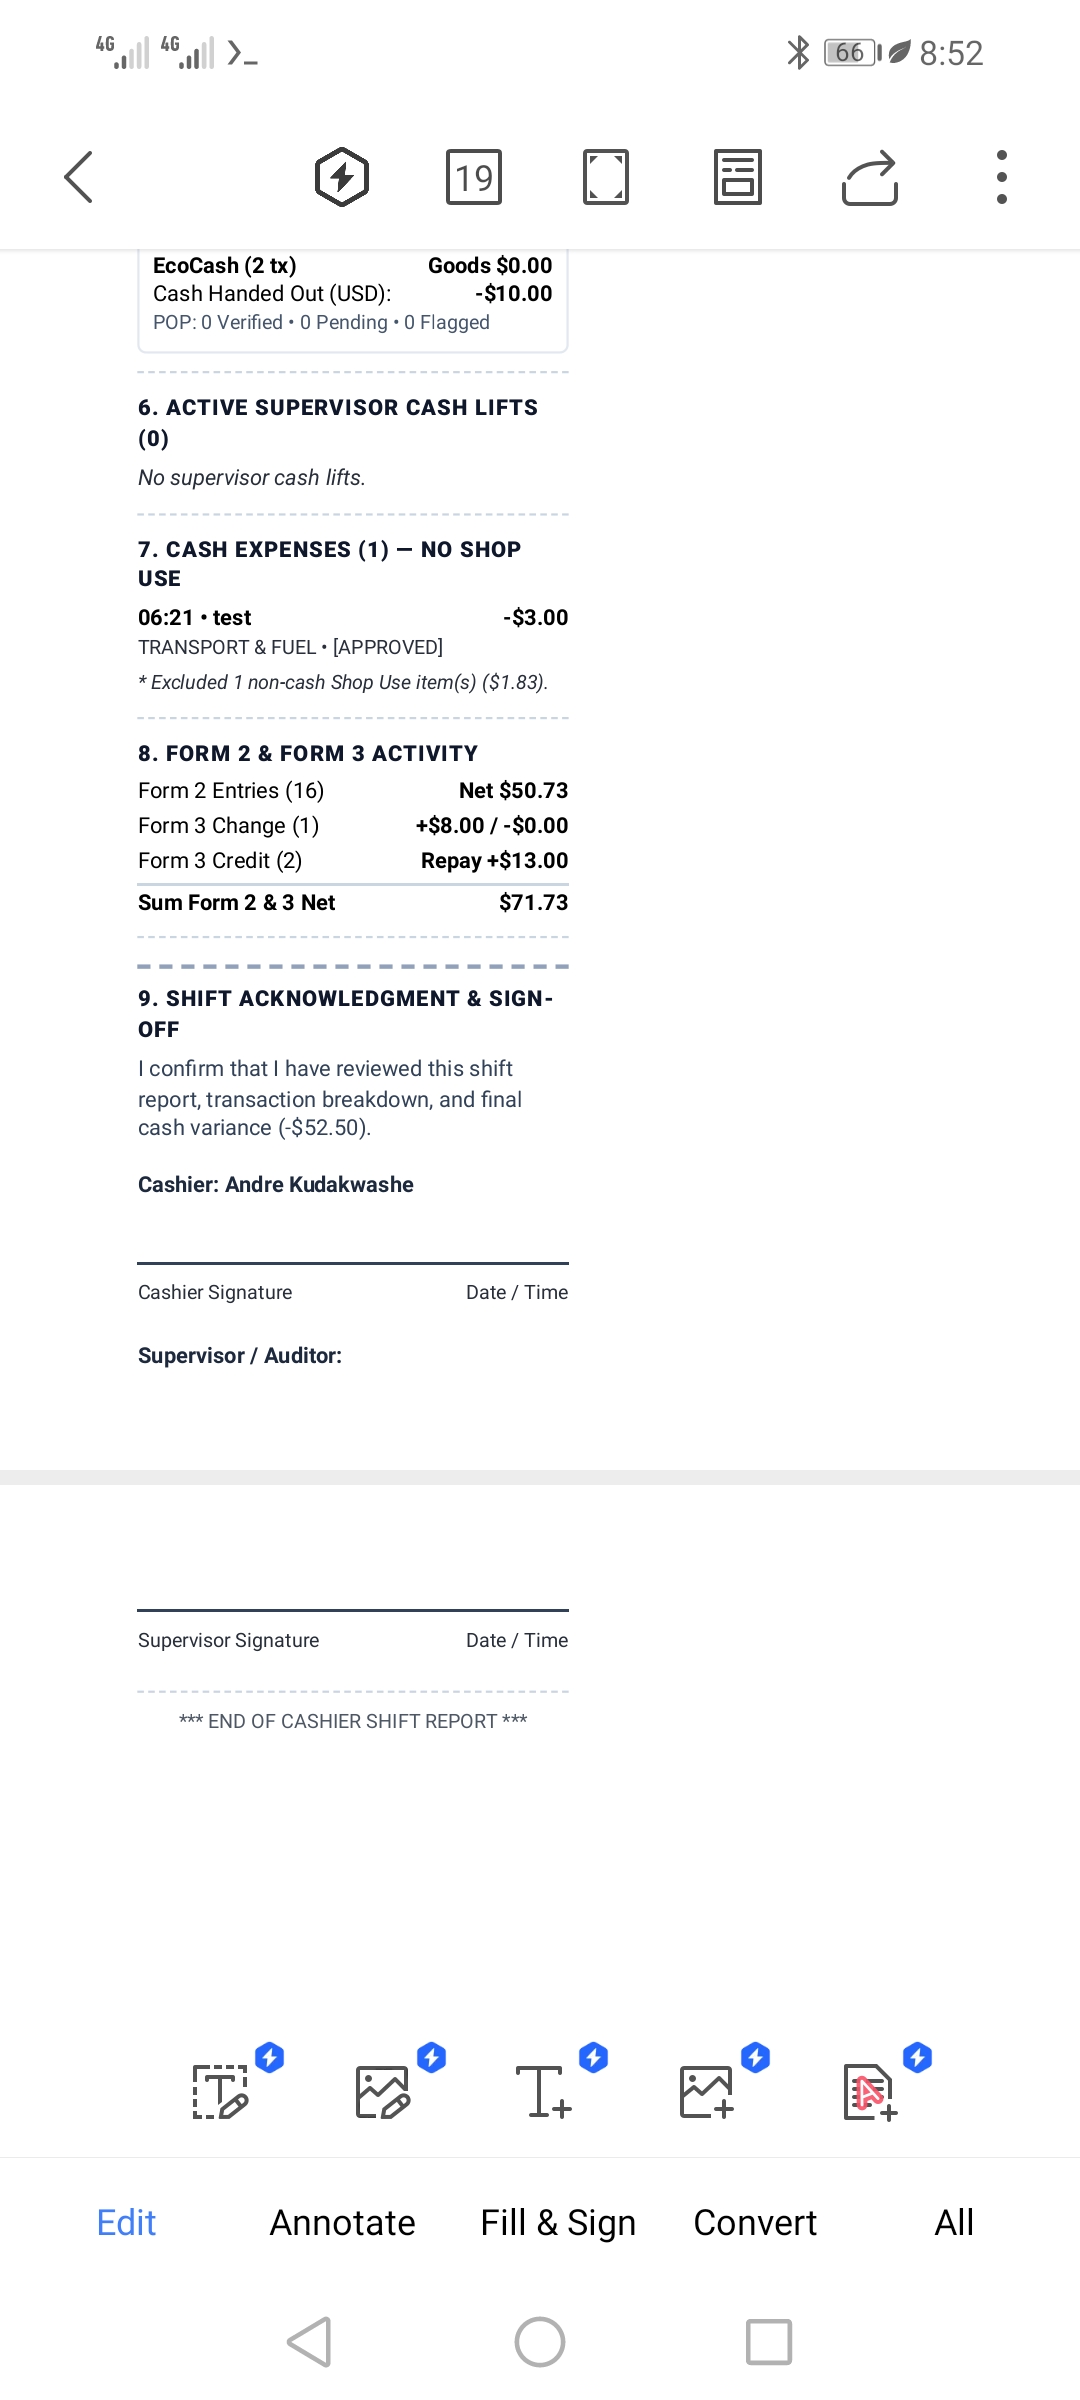 4G 4G 66 8:52
19
EcoCash (2 tx) Goods $0.00
Cash Handed Out (USD): -$10.00
POP: 0 Verified • 0 Pending • 0 Flagged
6. ACTIVE SUPERVISOR CASH LIFTS
(0)
No supervisor cash lifts.
7. CASH EXPENSES (1) — NO SHOP
USE
06:21 • test -$3.00
TRANSPORT & FUEL • [APPROVED]
* Excluded 1 non-cash Shop Use item(s) ($1.83).
8. FORM 2 & FORM 3 ACTIVITY
Form 2 Entries (16) Net $50.73
Form 3 Change (1) +$8.00 / -$0.00
Form 3 Credit (2) Repay +$13.00
Sum Form 2 & 3 Net $71.73
9. SHIFT ACKNOWLEDGMENT & SIGN-
OFF
I confirm that I have reviewed this shift
report, transaction breakdown, and final
cash variance (-$52.50).
Cashier: Andre Kudakwashe
Cashier Signature Date / Time
Supervisor / Auditor:
Supervisor Signature Date / Time
*** END OF CASHIER SHIFT REPORT ***
Edit Annotate Fill & Sign Convert All